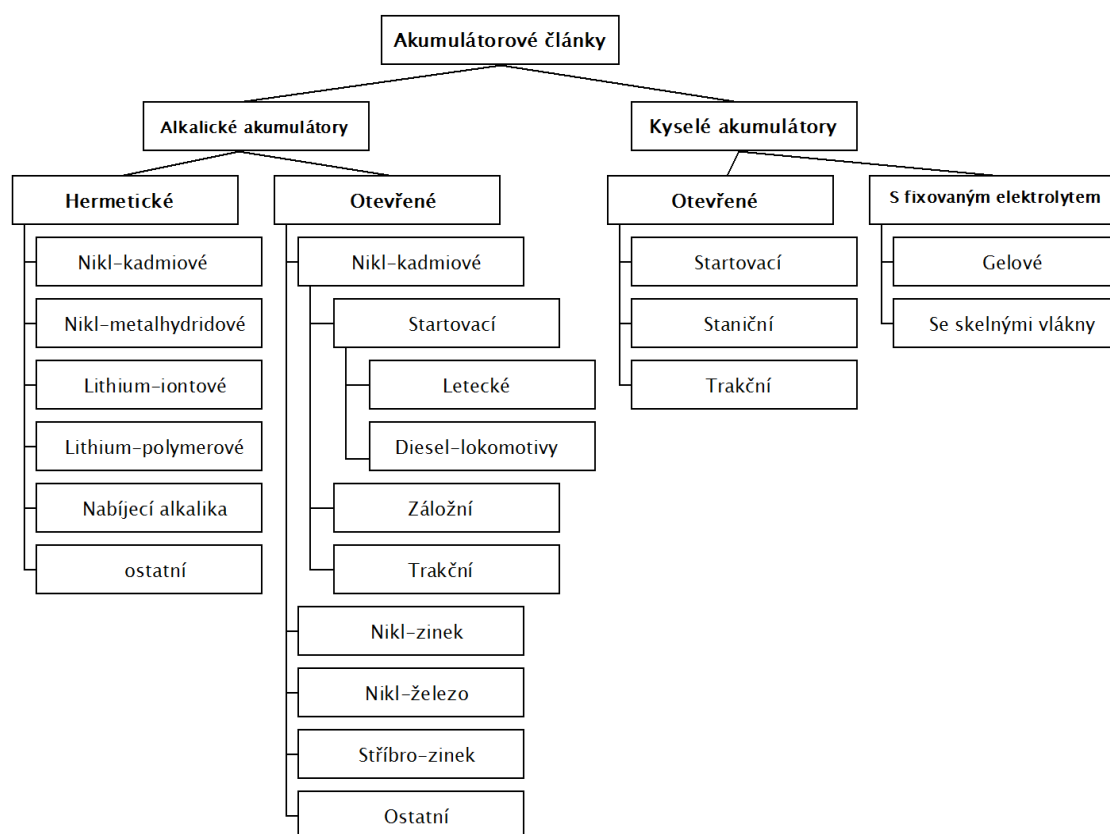 Akumulátorové články
Alkalické akumulátory
Kyselé akumulátory
Hermetické
Otevřené
Otevřené
S fixovaným elektrolytem
Nikl-kadmiové
Nikl-metalhydridové
Lithium-iontové
Lithium-polymerové
Nabíjecí alkalika
ostatní
Nikl-kadmiové
Startovací
Letecké
Diesel-lokomotivy
Záložní
Trakční
Nikl-zinek
Nikl-železo
Stříbro-zinek
Ostatní
Startovací
Staniční
Trakční
Gelové
Se skelnými vlákny